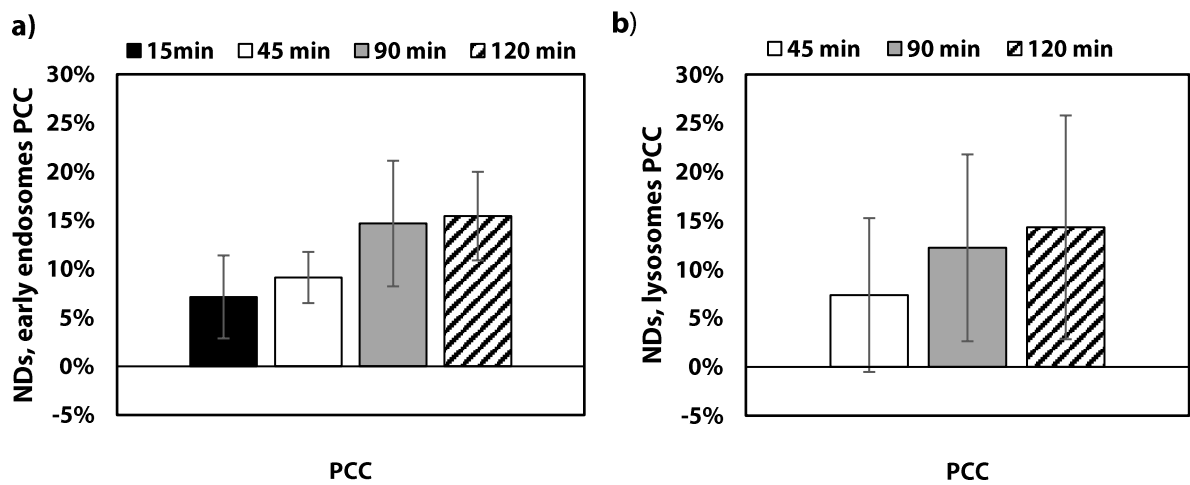 a)
15min 45 min 90 min 120 min
NDs, early endosomes PCC
30%
25%
20%
15%
10%
5%
0%
-5%
PCC
b)
45 min 90 min 120 min
NDs, lysosomes PCC
30%
25%
20%
15%
10%
5%
0%
-5%
PCC